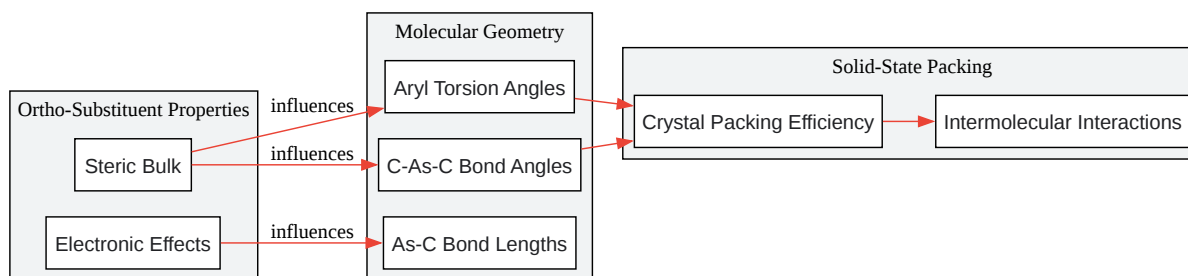 Ortho-Substituent Properties
Steric Bulk
Electronic Effects
influences
influences
influences
Molecular Geometry
Aryl Torsion Angles
C-As-C Bond Angles
As-C Bond Lengths
Solid-State Packing
Crystal Packing Efficiency
Intermolecular Interactions